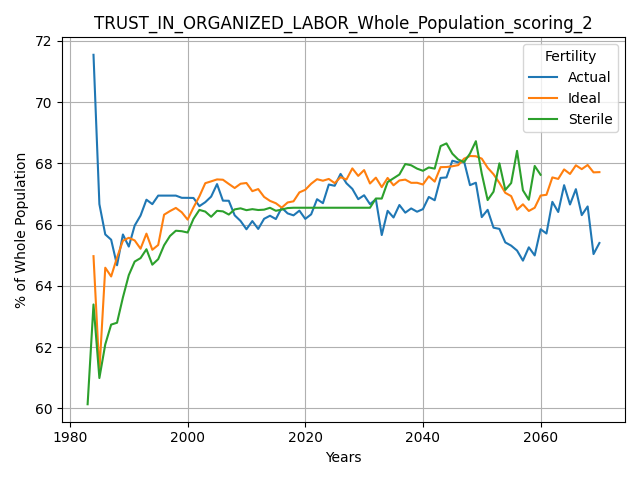 TRUST_IN_ORGANIZED_LABOR_Whole_Population_scoring_2
72
70
68
66
64
62
60
% of Whole Population
1980
2000
2020
2040
2060
Years
Fertility
Actual
Ideal
Sterile